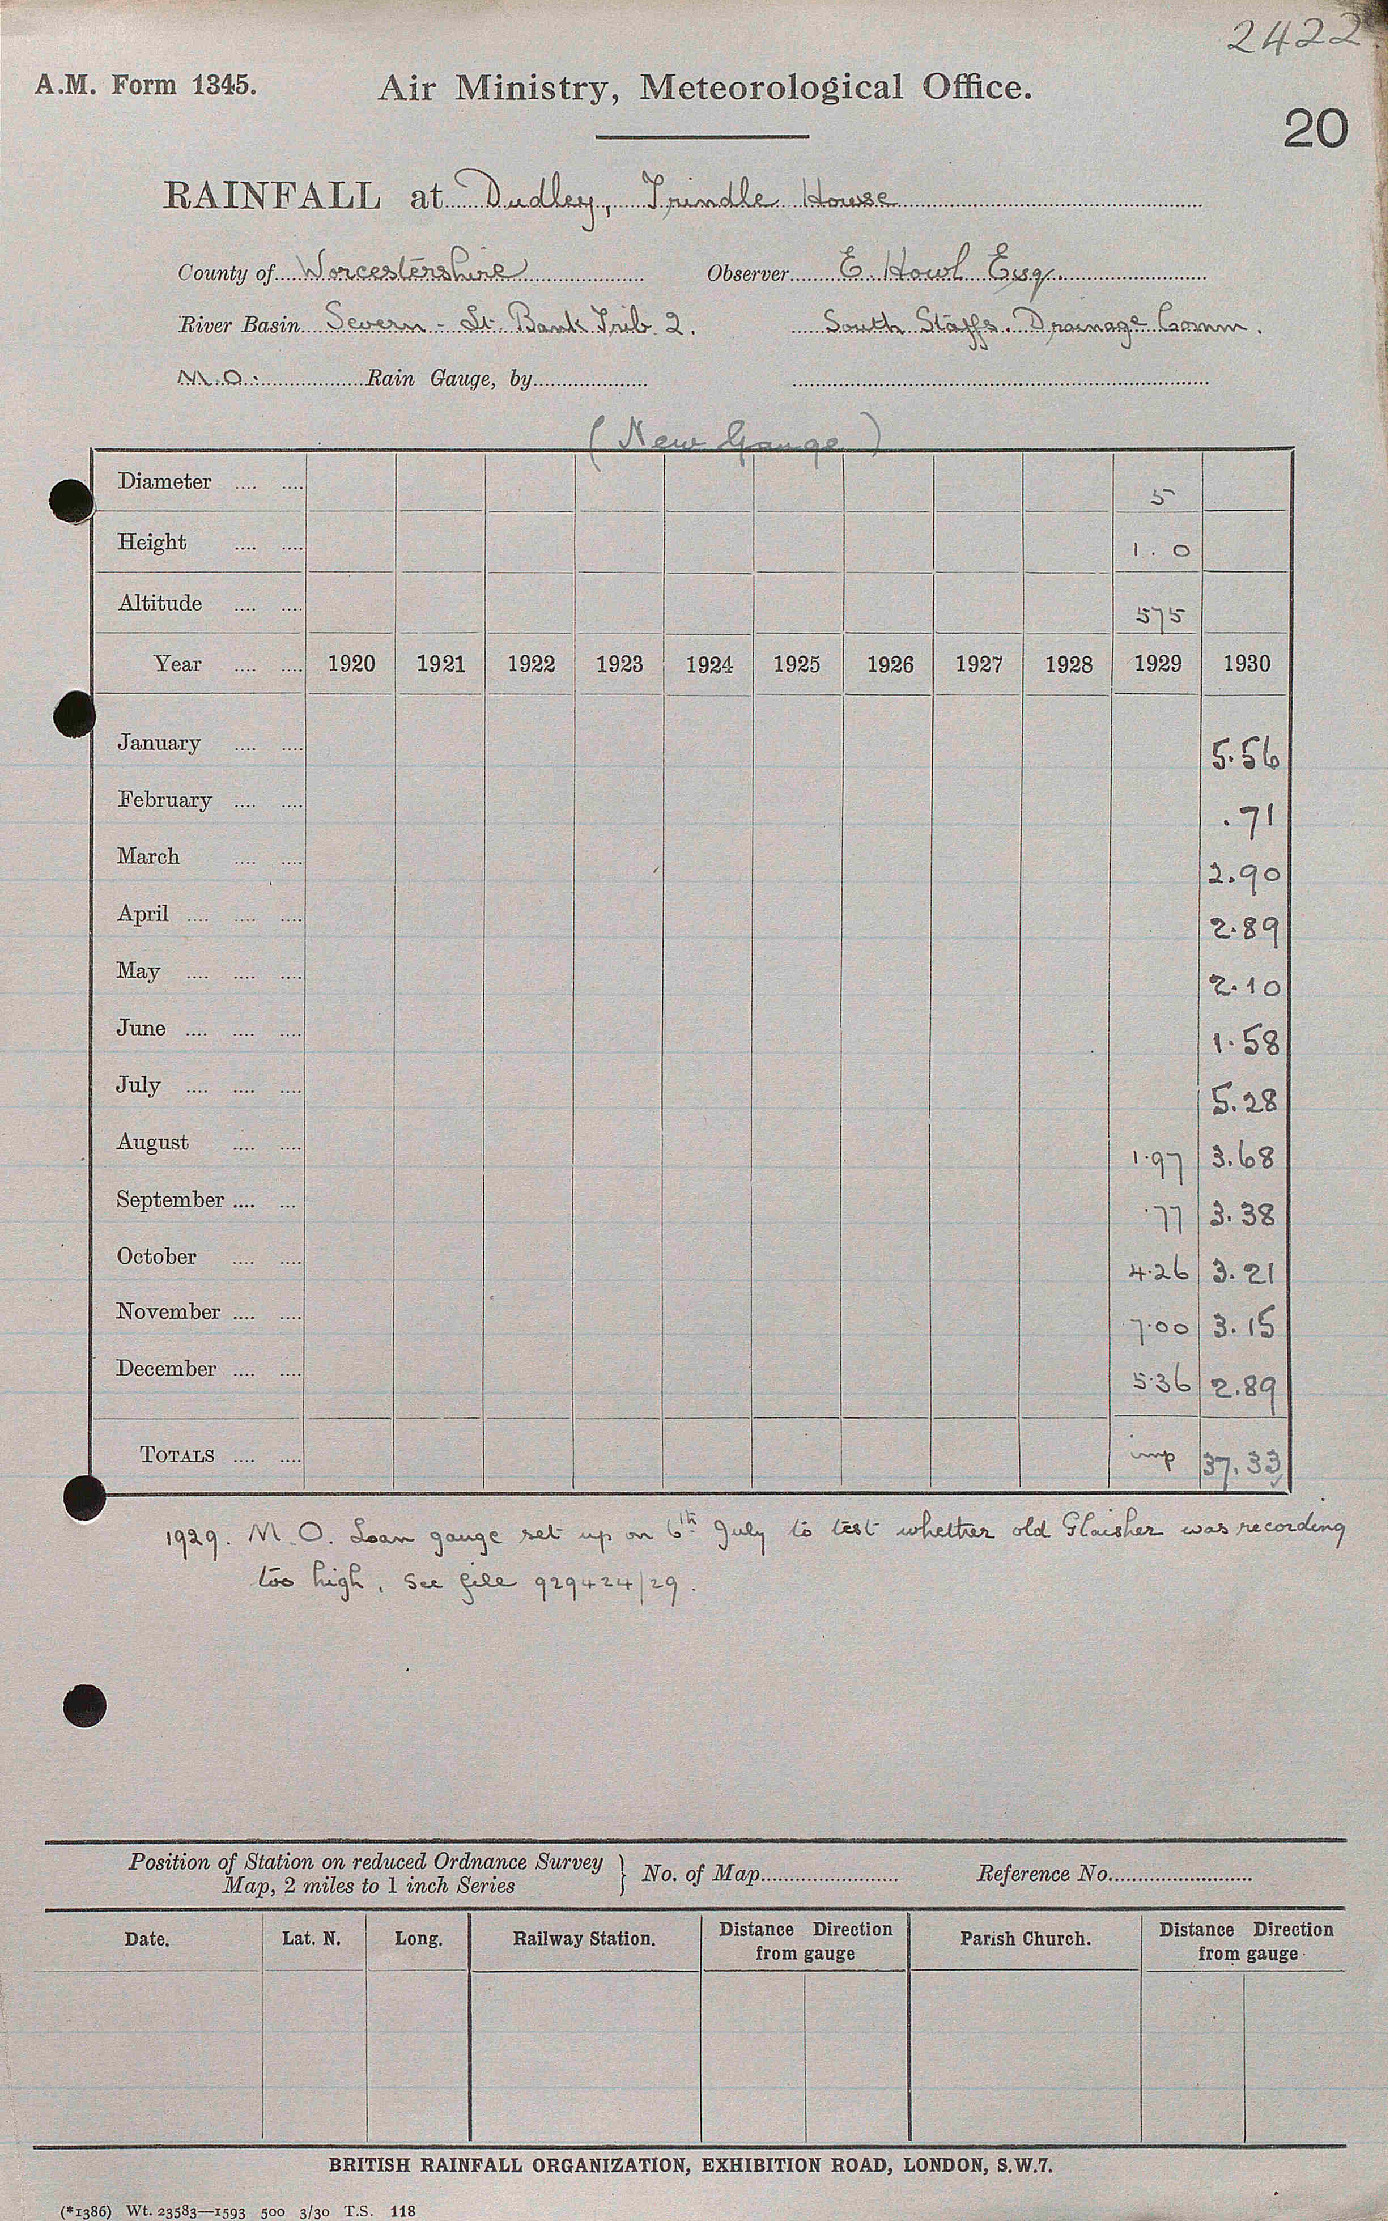 2422
A.M. Form 1345.
Air Ministry, Meteorological Office.
20
RAINFALL at Dudley, Trindle House
County of Worcestershire Observer E. Howl Esq.
River Basin Severn - Lt. Bank Trib. 2. South Staffs. Drainage Comm.
M.O. Rain Gauge, by
(New Gauge)
Diameter .... .... 5
Height .... .... 1.0
Altitude .... .... 575
Year .... .... 1920 1921 1922 1923 1924 1925 1926 1927 1928 1929 1930
January .... .... 5.56
February .... .... .71
March .... .... 2.90
April .... .... .... 2.89
May .... .... .... 2.10
June .... .... .... 1.58
July .... .... .... 5.28
August .... .... 1.97 3.68
September .... ... .77 3.38
October .... .... 4.26 3.21
November .... .... 7.00 3.15
December .... .... 5.36 2.89
TOTALS .... .... imp 37.33
1929. M.O. Loan gauge set up on 6th July to test whether old Glaisher was recording
too high. See file 929424/29.
Position of Station on reduced Ordnance Survey
Map, 2 miles to 1 inch Series } No. of Map Reference No.
Date. Lat. N. Long. Railway Station. Distance Direction from gauge Parish Church. Distance Direction from gauge
BRITISH RAINFALL ORGANIZATION, EXHIBITION ROAD, LONDON, S.W.7.
(*1386) Wt. 23583—1593 500 3/30 T.S. 118